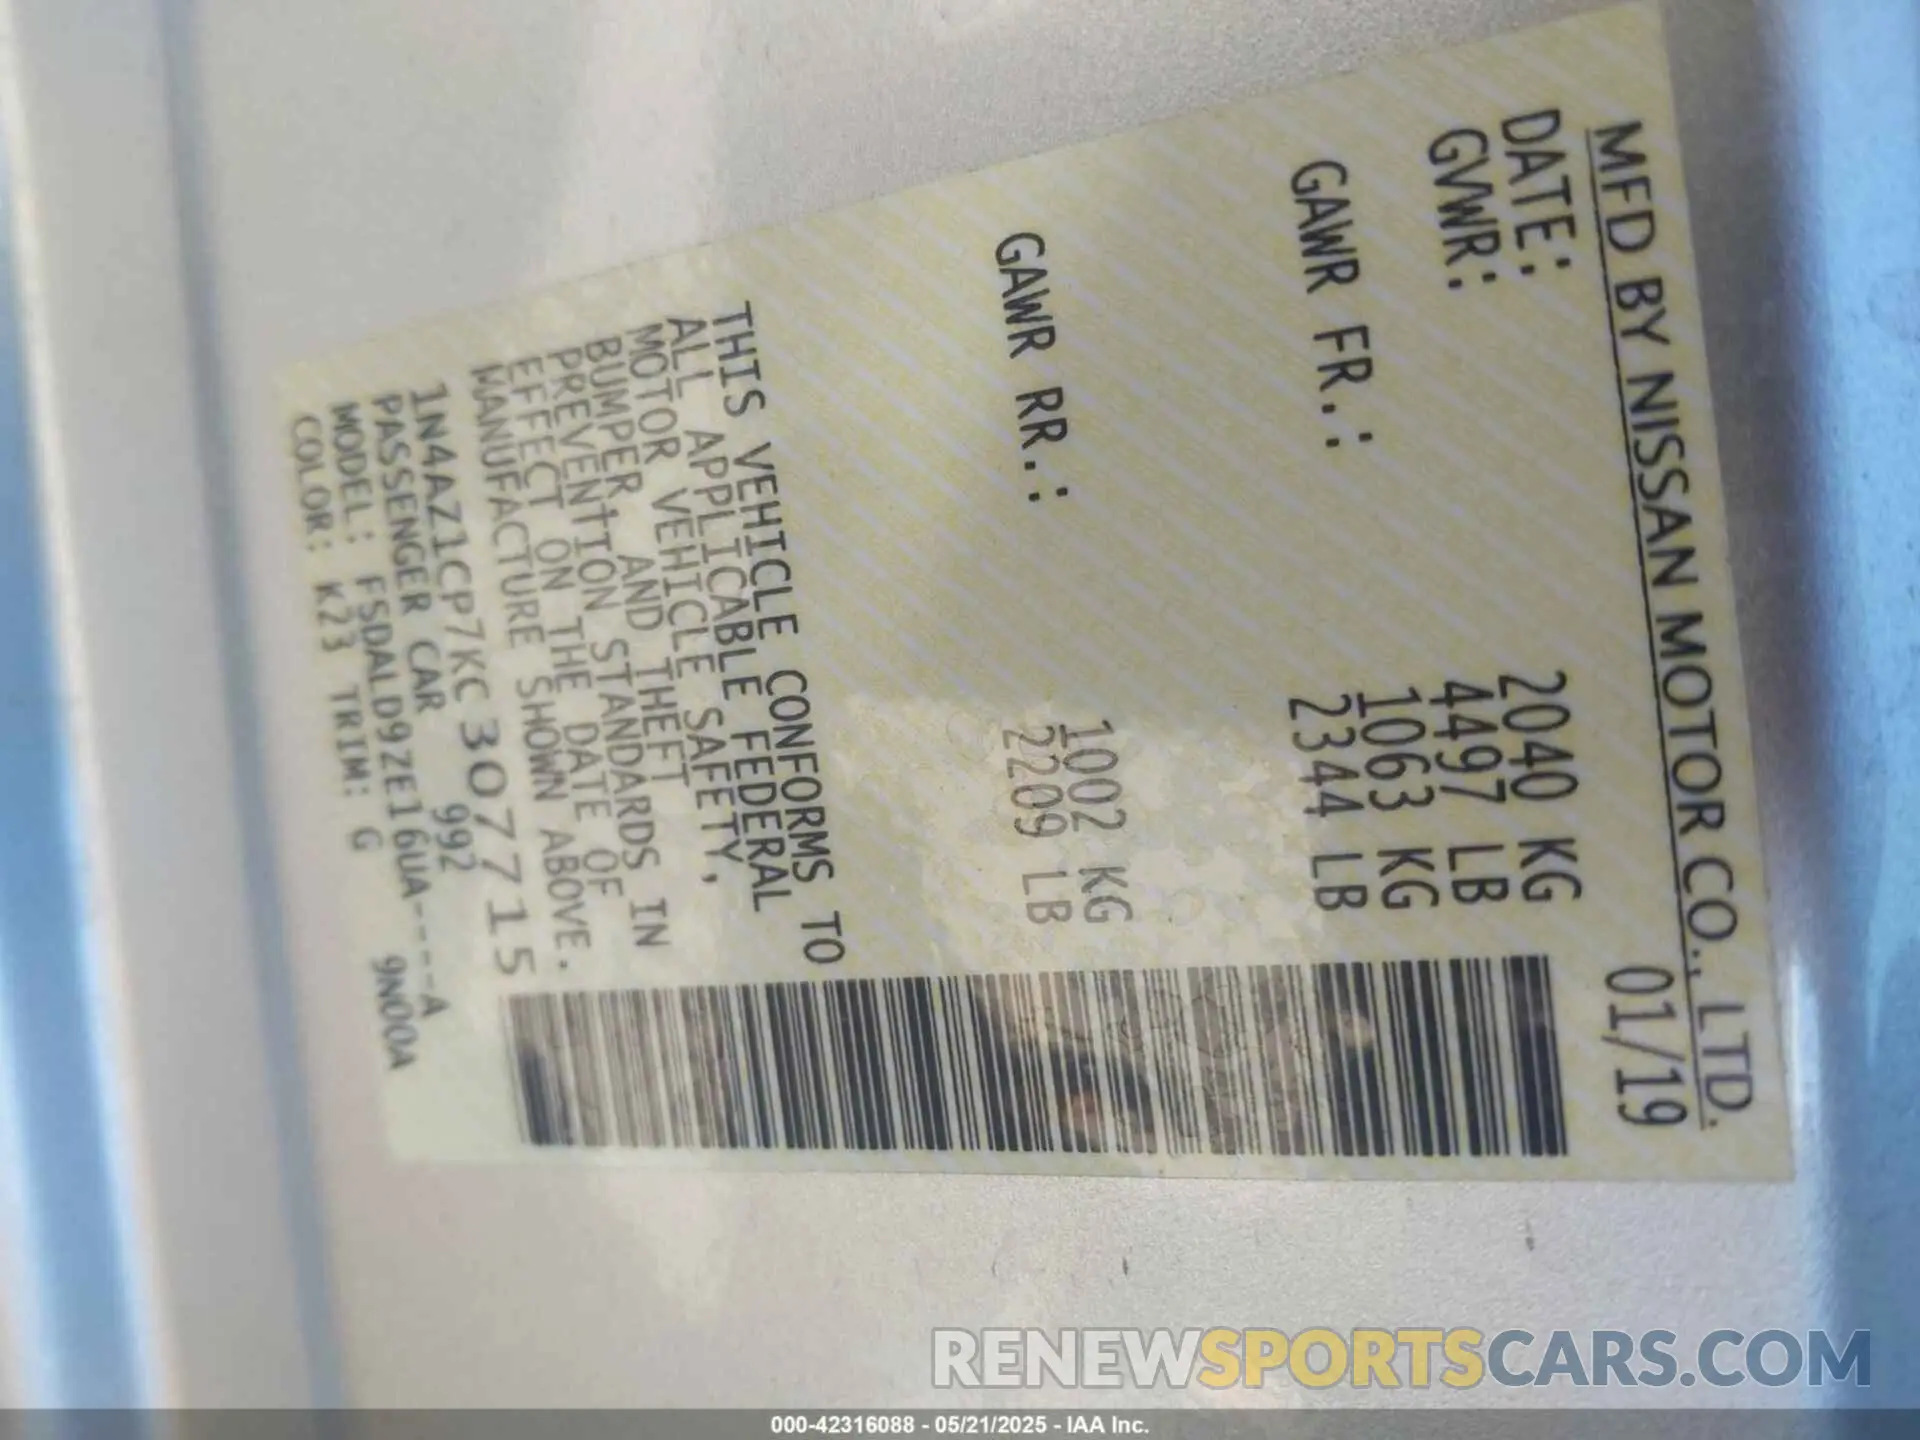 MFD BY NISSAN MOTOR CO., LTD.
DATE: 01/19
GVWR: 2040 KG
4497 LB
GAWR FR.: 1063 KG
2344 LB
GAWR RR.: 1002 KG
2209 LB
THIS VEHICLE CONFORMS TO
ALL APPLICABLE FEDERAL
MOTOR VEHICLE SAFETY,
BUMPER, AND THEFT
PREVENTION STANDARDS IN
EFFECT ON THE DATE OF
MANUFACTURE SHOWN ABOVE.
1N4AZ1CP7KC307715
PASSENGER CAR 992
MODEL: FSDALD9ZE16UA----A
COLOR: K23 TRIM: G 9N00A
RENEWSPORTSCARS.COM
000-42316088 - 05/21/2025 - IAA Inc.